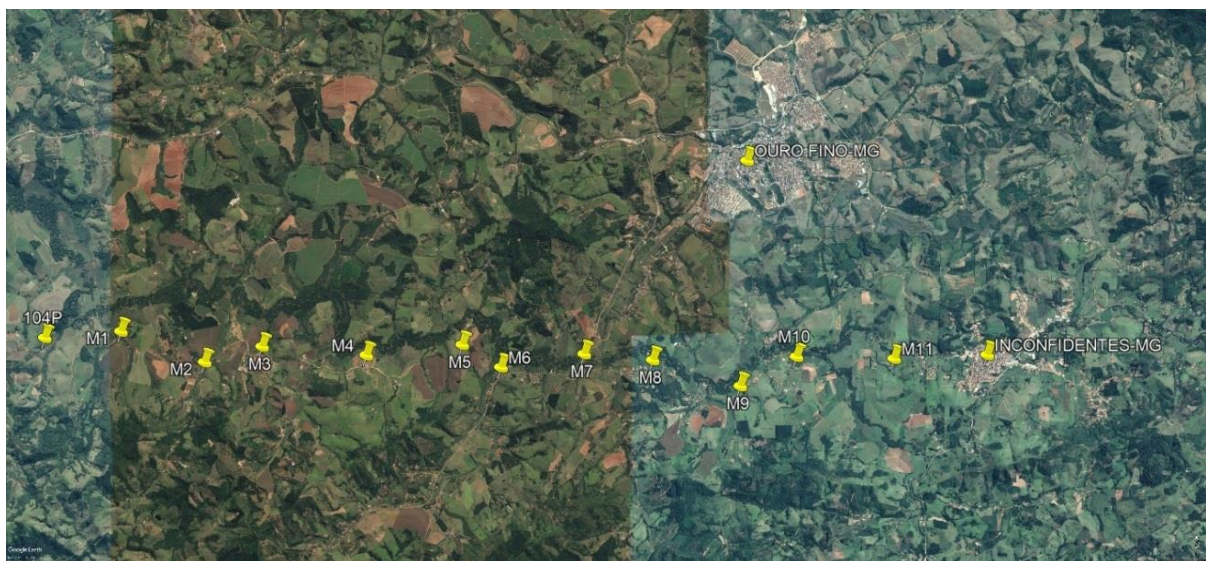 OURO FINO-MG
104P
M1
M2
M3
M4
M5
M6
M7
M8
M9
M10
M11
INCONFIDENTES-MG
Google Earth